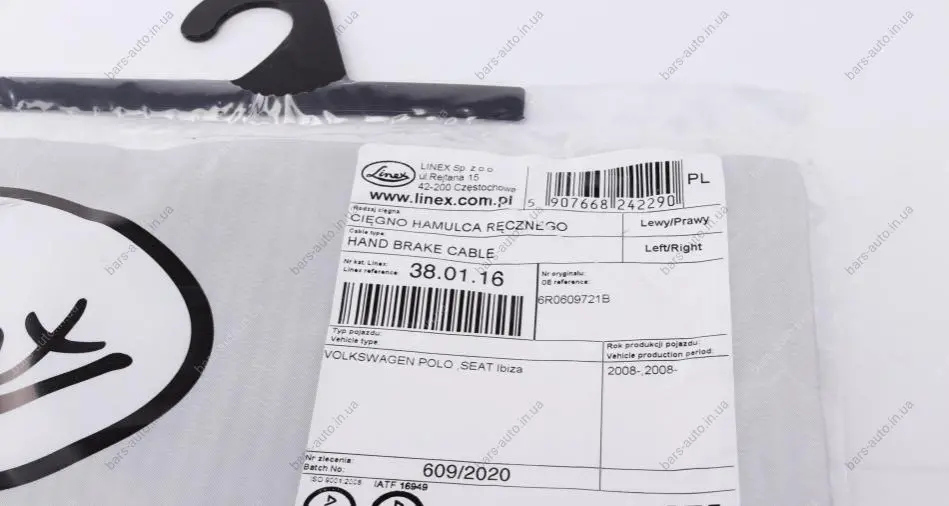 Linex
LINEX Sp. z o.o
ul.Rejtana 15
42-200 Częstochowa
www.linex.com.pl
5 907668 242290
PL
Rodzaj cięgna
CIĘGNO HAMULCA RĘCZNEGO
Lewy/Prawy
Cable type
HAND BRAKE CABLE
Left/Right
Nr kat. Linex:
Linex reference
38.01.16
Nr oryginału:
OE reference:
6R0609721B
Typ pojazdu:
Vehicle type:
VOLKSWAGEN POLO ,SEAT Ibiza
Rok produkcji pojazdu
Vehicle production period:
2008-,2008-
Nr zlecenia:
Batch No:
609/2020
ISO 9001:2008
IATF 16949
bars-auto.in.ua